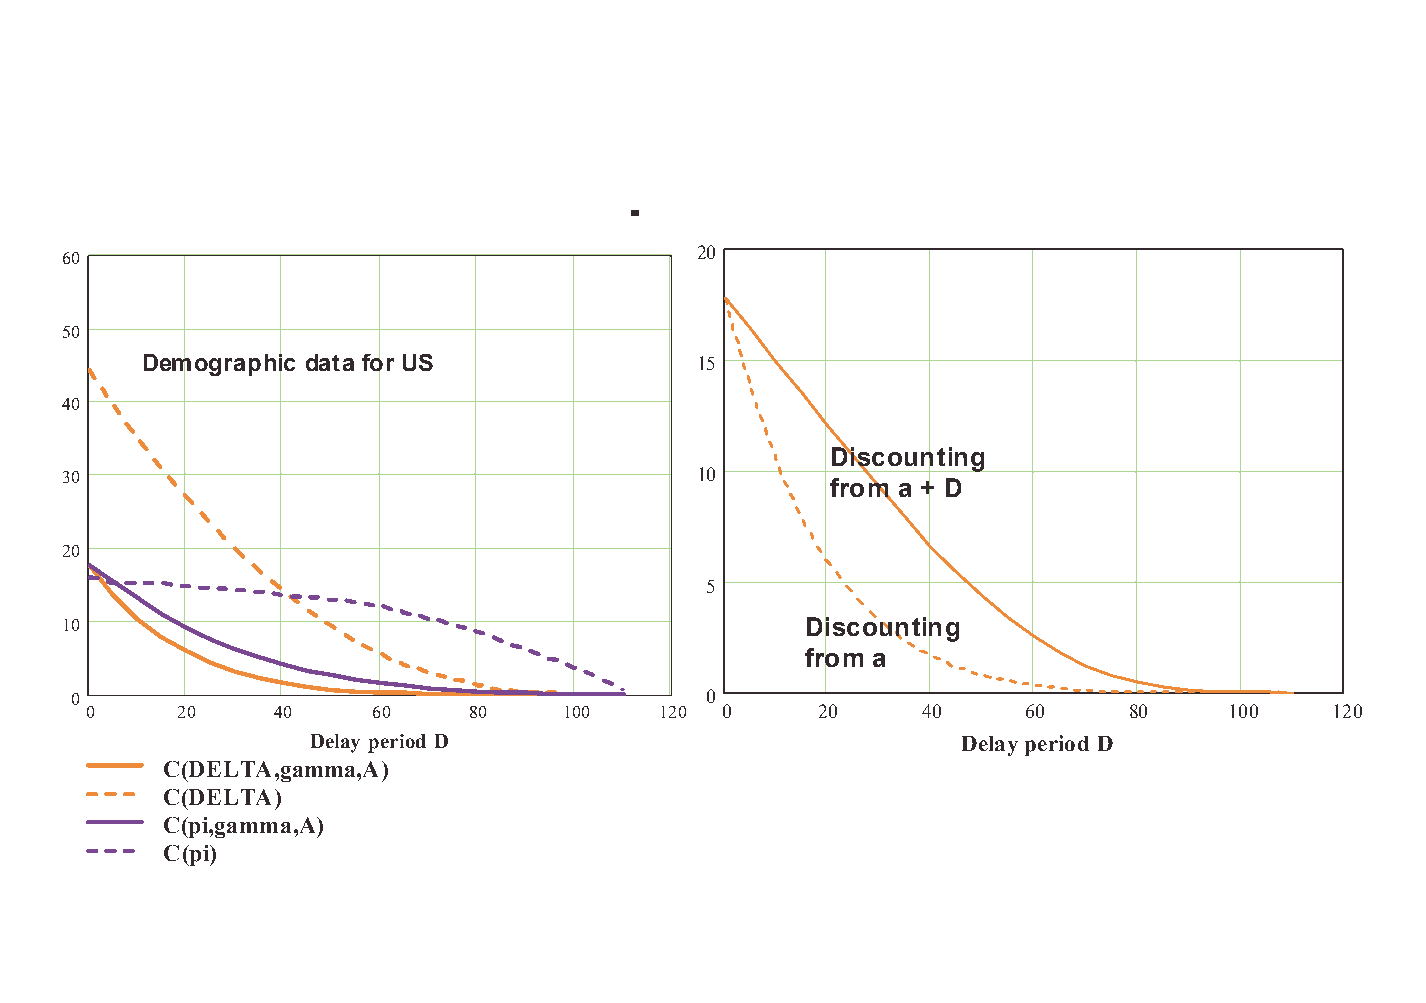 60
50
40
30
20
10
0
Demographic data for US
0 20 40 60 80 100 120
Delay period D
C(DELTA,gamma,A)
C(DELTA)
C(pi,gamma,A)
C(pi)
20
15
10
5
0
Discounting
from a + D
Discounting
from a
0 20 40 60 80 100 120
Delay period D